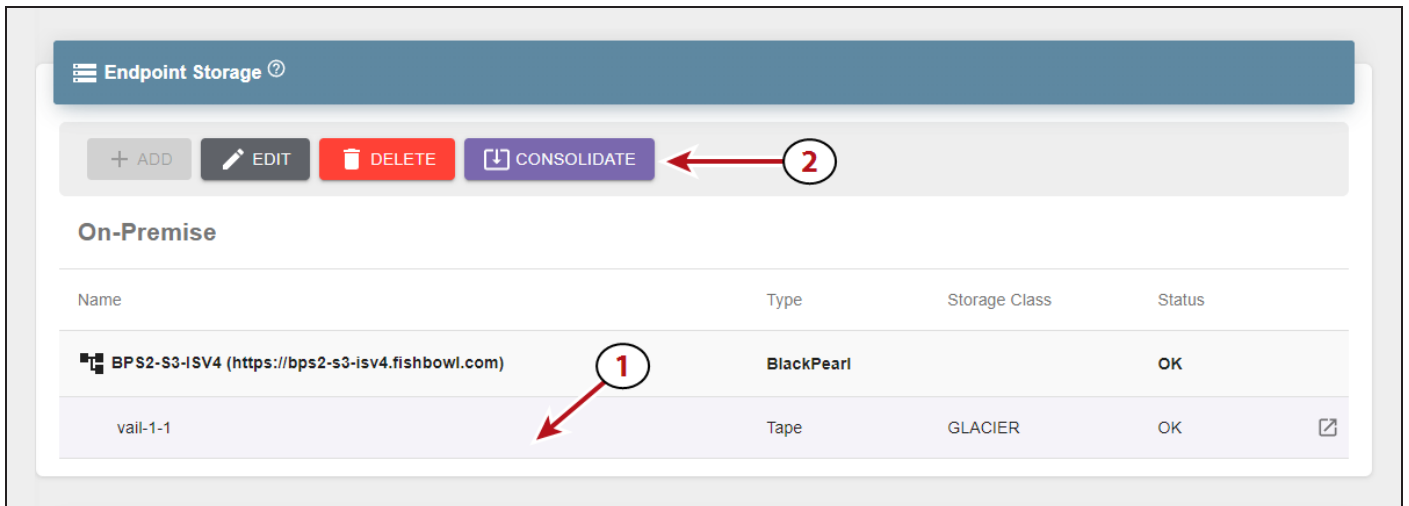 Endpoint Storage ?
+ ADD EDIT DELETE CONSOLIDATE 2
On-Premise
Name Type Storage Class Status
BPS2-S3-ISV4 (https://bps2-s3-isv4.fishbowl.com) 1 BlackPearl OK
vail-1-1 Tape GLACIER OK